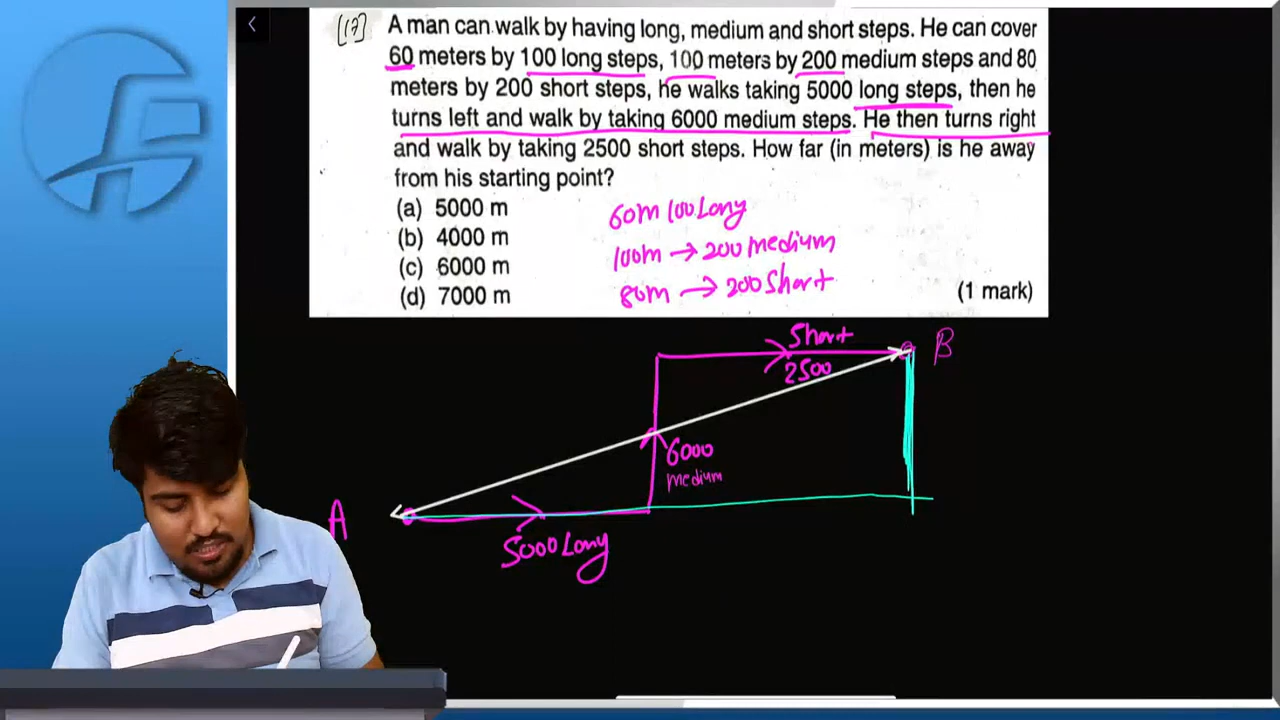 [17] A man can walk by having long, medium and short steps. He can cover
60 meters by 100 long steps, 100 meters by 200 medium steps and 80
meters by 200 short steps, he walks taking 5000 long steps, then he
turns left and walk by taking 6000 medium steps. He then turns right
and walk by taking 2500 short steps. How far (in meters) is he away
from his starting point?
(a) 5000 m
(b) 4000 m
(c) 6000 m
(d) 7000 m
(1 mark)
60m 100 Long
100m → 200 medium
80m → 200 Short
Short
2500
B
6000
medium
A
5000 Long